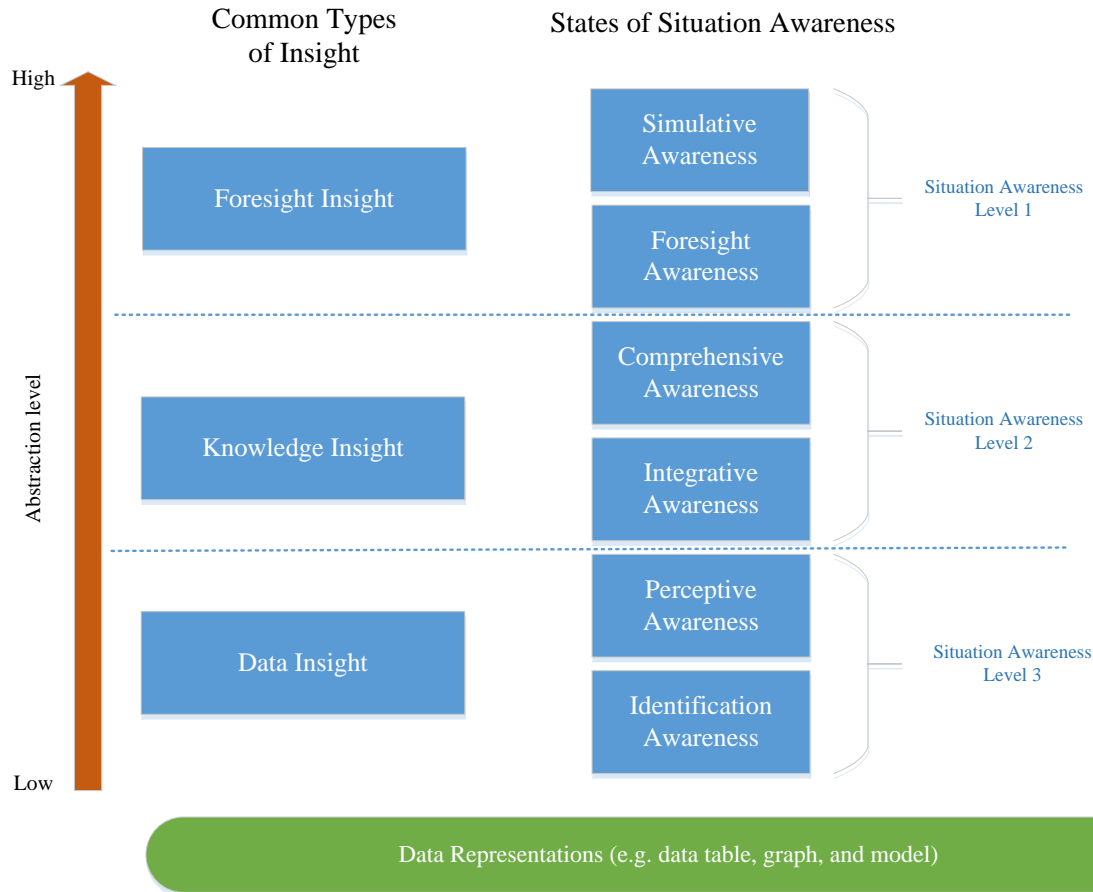 Common Types
of Insight
States of Situation Awareness
High
Simulative
Awareness
Foresight Insight
Situation Awareness
Level 1
Foresight
Awareness
Comprehensive
Awareness
Abstraction level
Knowledge Insight
Situation Awareness
Level 2
Integrative
Awareness
Perceptive
Awareness
Data Insight
Situation Awareness
Level 3
Identification
Awareness
Low
Data Representations (e.g. data table, graph, and model)